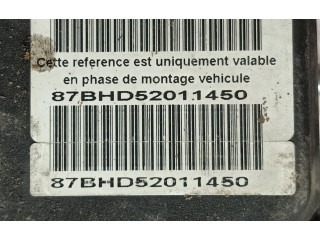 Cette reference est uniquement valable
en phase de montage vehicule
87BHD52011450
87BHD52011450